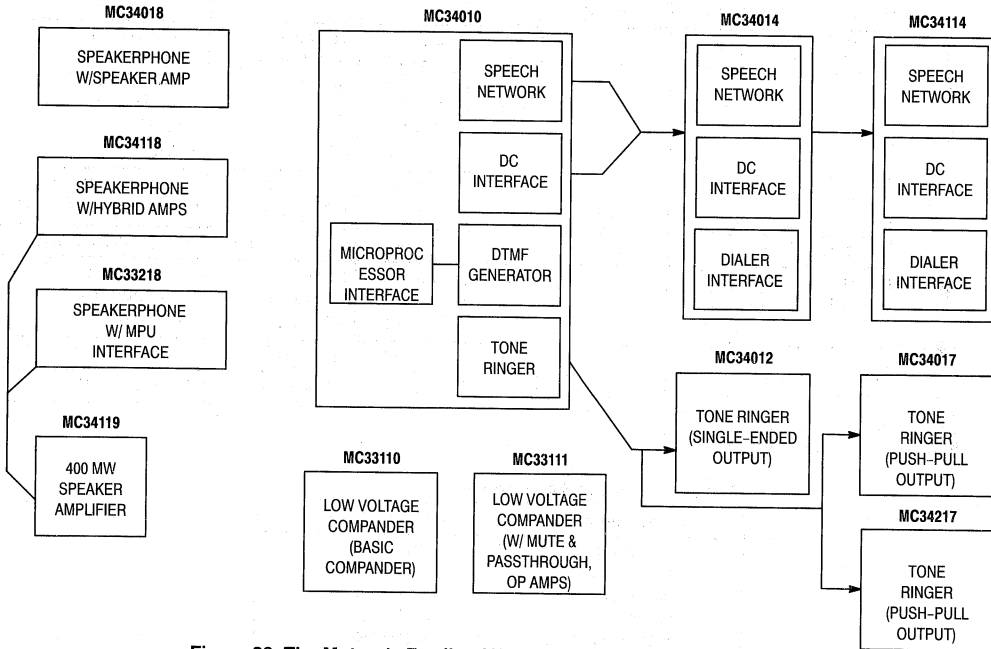 MC34018
SPEAKERPHONE
W/SPEAKER AMP
MC34118
SPEAKERPHONE
W/HYBRID AMPS
MC33218
SPEAKERPHONE
W/ MPU
INTERFACE
MC34119
400 MW
SPEAKER
AMPLIFIER
MC34010
SPEECH
NETWORK
DC
INTERFACE
MICROPROC
ESSOR
INTERFACE
DTMF
GENERATOR
TONE
RINGER
MC33110
LOW VOLTAGE
COMPANDER
(BASIC
COMPANDER)
MC33111
LOW VOLTAGE
COMPANDER
(W/ MUTE &
PASSTHROUGH,
OP AMPS)
MC34014
SPEECH
NETWORK
DC
INTERFACE
DIALER
INTERFACE
MC34114
SPEECH
NETWORK
DC
INTERFACE
DIALER
INTERFACE
MC34012
TONE RINGER
(SINGLE-ENDED
OUTPUT)
MC34017
TONE
RINGER
(PUSH-PULL
OUTPUT)
MC34217
TONE
RINGER
(PUSH-PULL
OUTPUT)